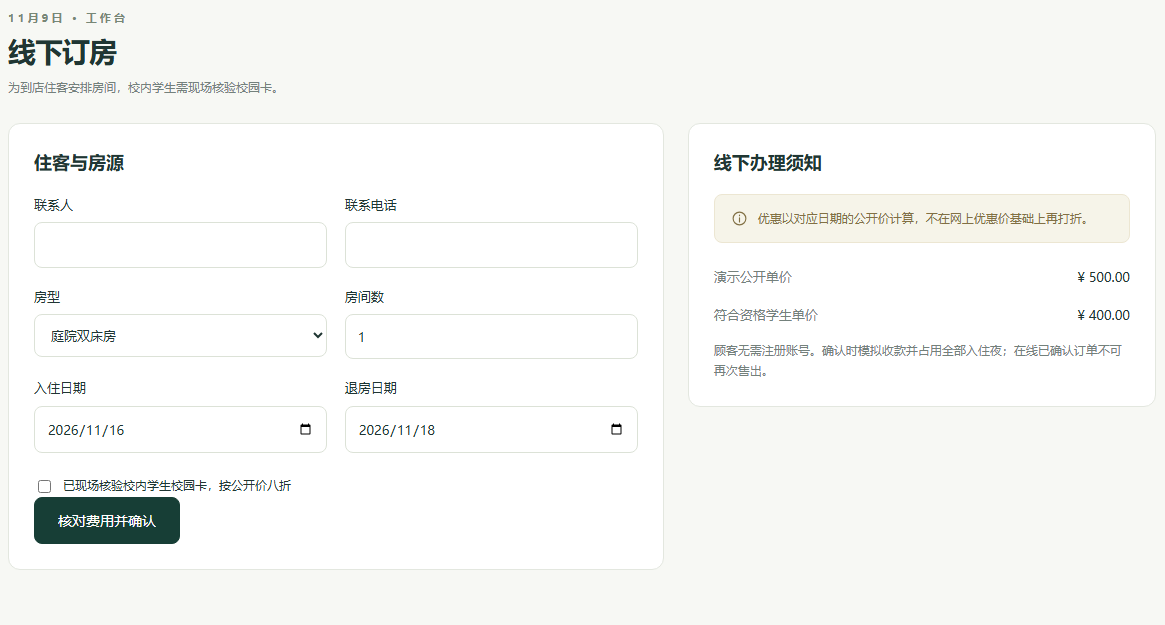 11月9日 • 工作台
线下订房
为到店住客安排房间，校内学生需现场核验校园卡。
住客与房源
联系人
联系电话
房型
房间数
庭院双床房
1
入住日期
退房日期
2026/11/16
2026/11/18
已现场核验校内学生校园卡，按公开价八折
核对费用并确认
线下办理须知
优惠以对应日期的公开价计算，不在网上优惠价基础上再打折。
演示公开单价
¥ 500.00
符合资格学生单价
¥ 400.00
顾客无需注册账号。确认时模拟收款并占用全部入住夜；在线已确认订单不可
再次售出。